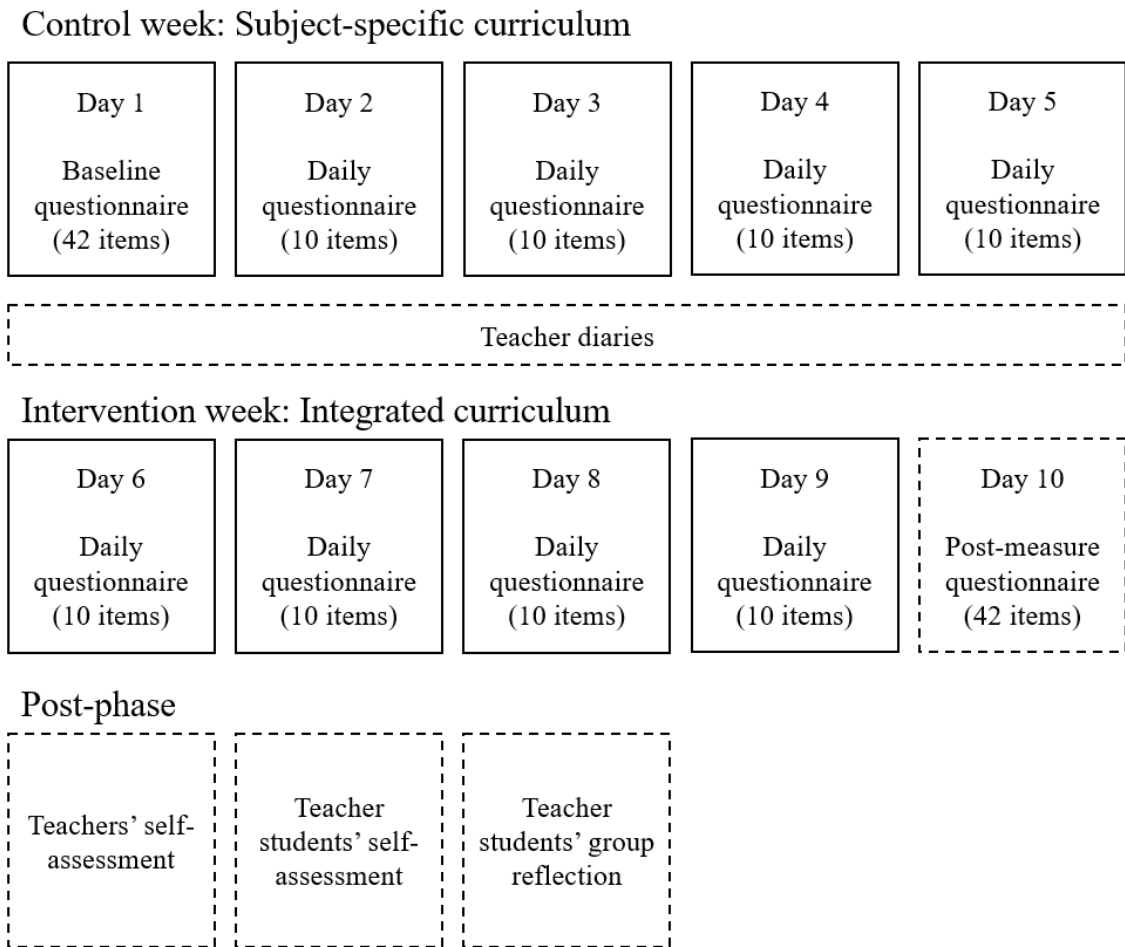 Control week: Subject-specific curriculum
Day 1
Baseline
questionnaire
(42 items)
Day 2
Daily
questionnaire
(10 items)
Day 3
Daily
questionnaire
(10 items)
Day 4
Daily
questionnaire
(10 items)
Day 5
Daily
questionnaire
(10 items)
Teacher diaries
Intervention week: Integrated curriculum
Day 6
Daily
questionnaire
(10 items)
Day 7
Daily
questionnaire
(10 items)
Day 8
Daily
questionnaire
(10 items)
Day 9
Daily
questionnaire
(10 items)
Day 10
Post-measure
questionnaire
(42 items)
Post-phase
Teachers’ self-
assessment
Teacher
students’ self-
assessment
Teacher
students’ group
reflection